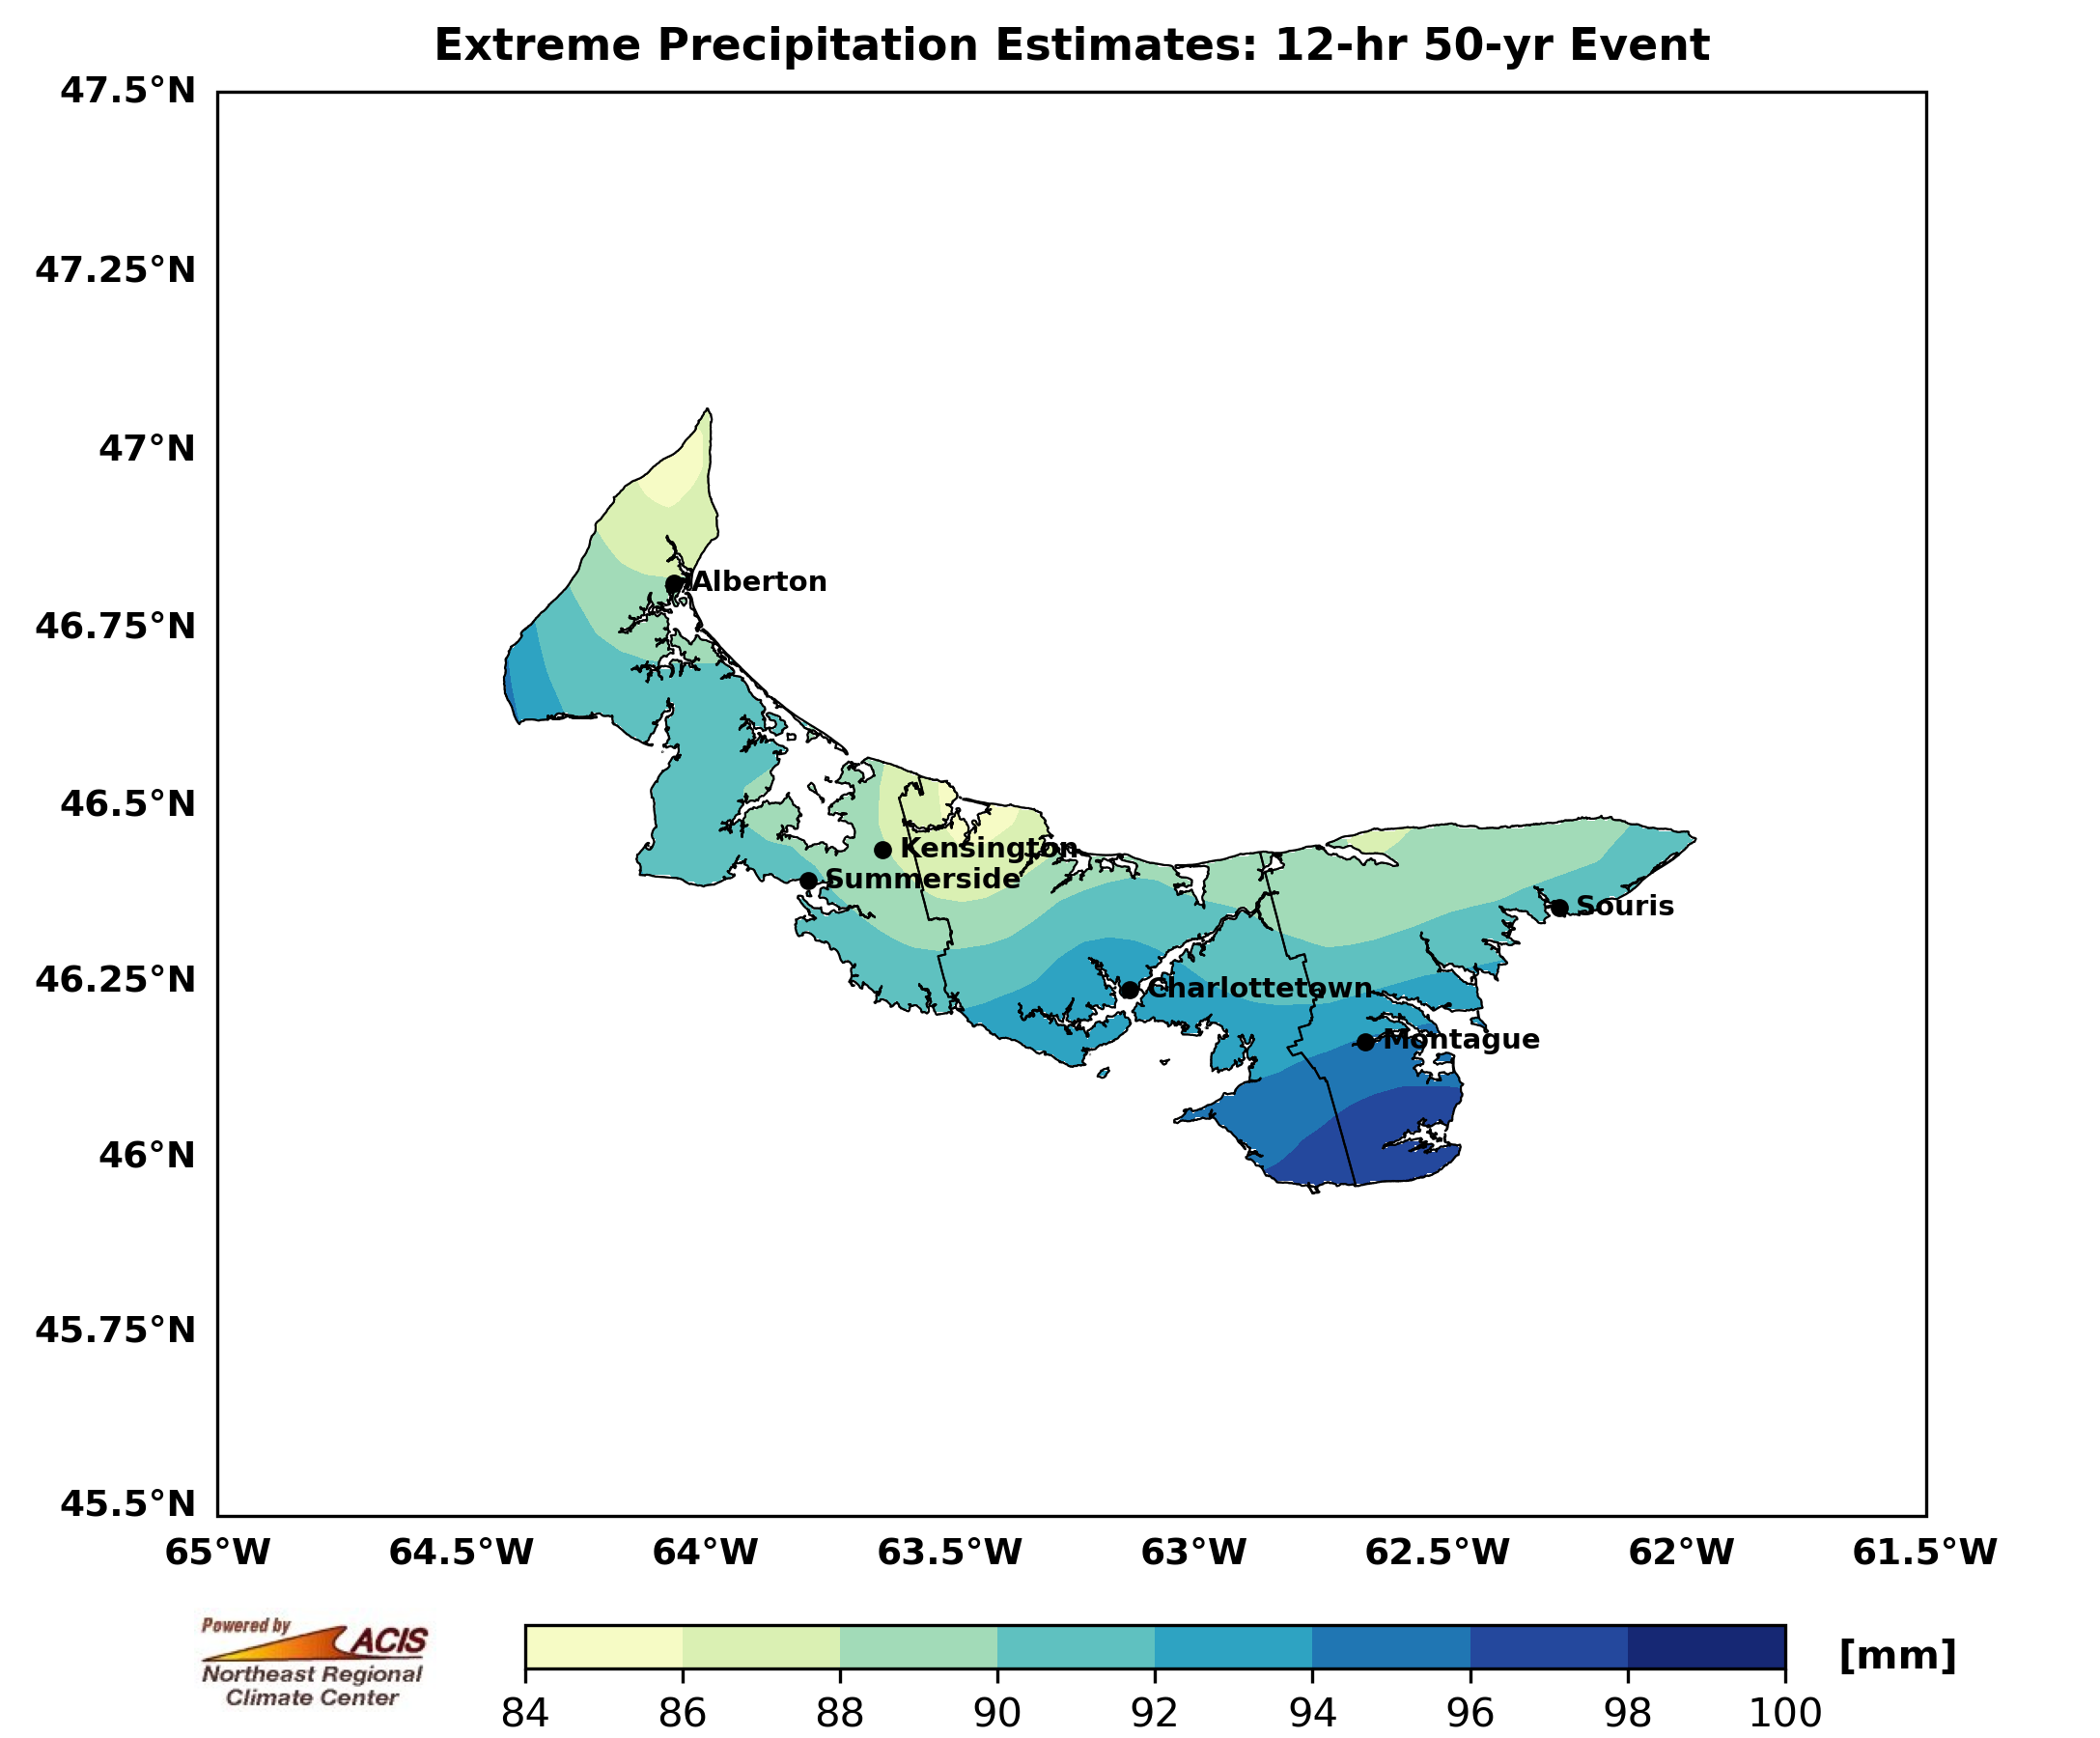 Extreme Precipitation Estimates: 12-hr 50-yr Event
47.5°N
47.25°N
47°N
46.75°N
46.5°N
46.25°N
46°N
45.75°N
45.5°N
Alberton
Kensington
Summerside
Souris
Charlottetown
Montague
65°W 64.5°W 64°W 63.5°W 63°W 62.5°W 62°W 61.5°W
Powered by
ACIS
Northeast Regional
Climate Center
[mm]
84 86 88 90 92 94 96 98 100